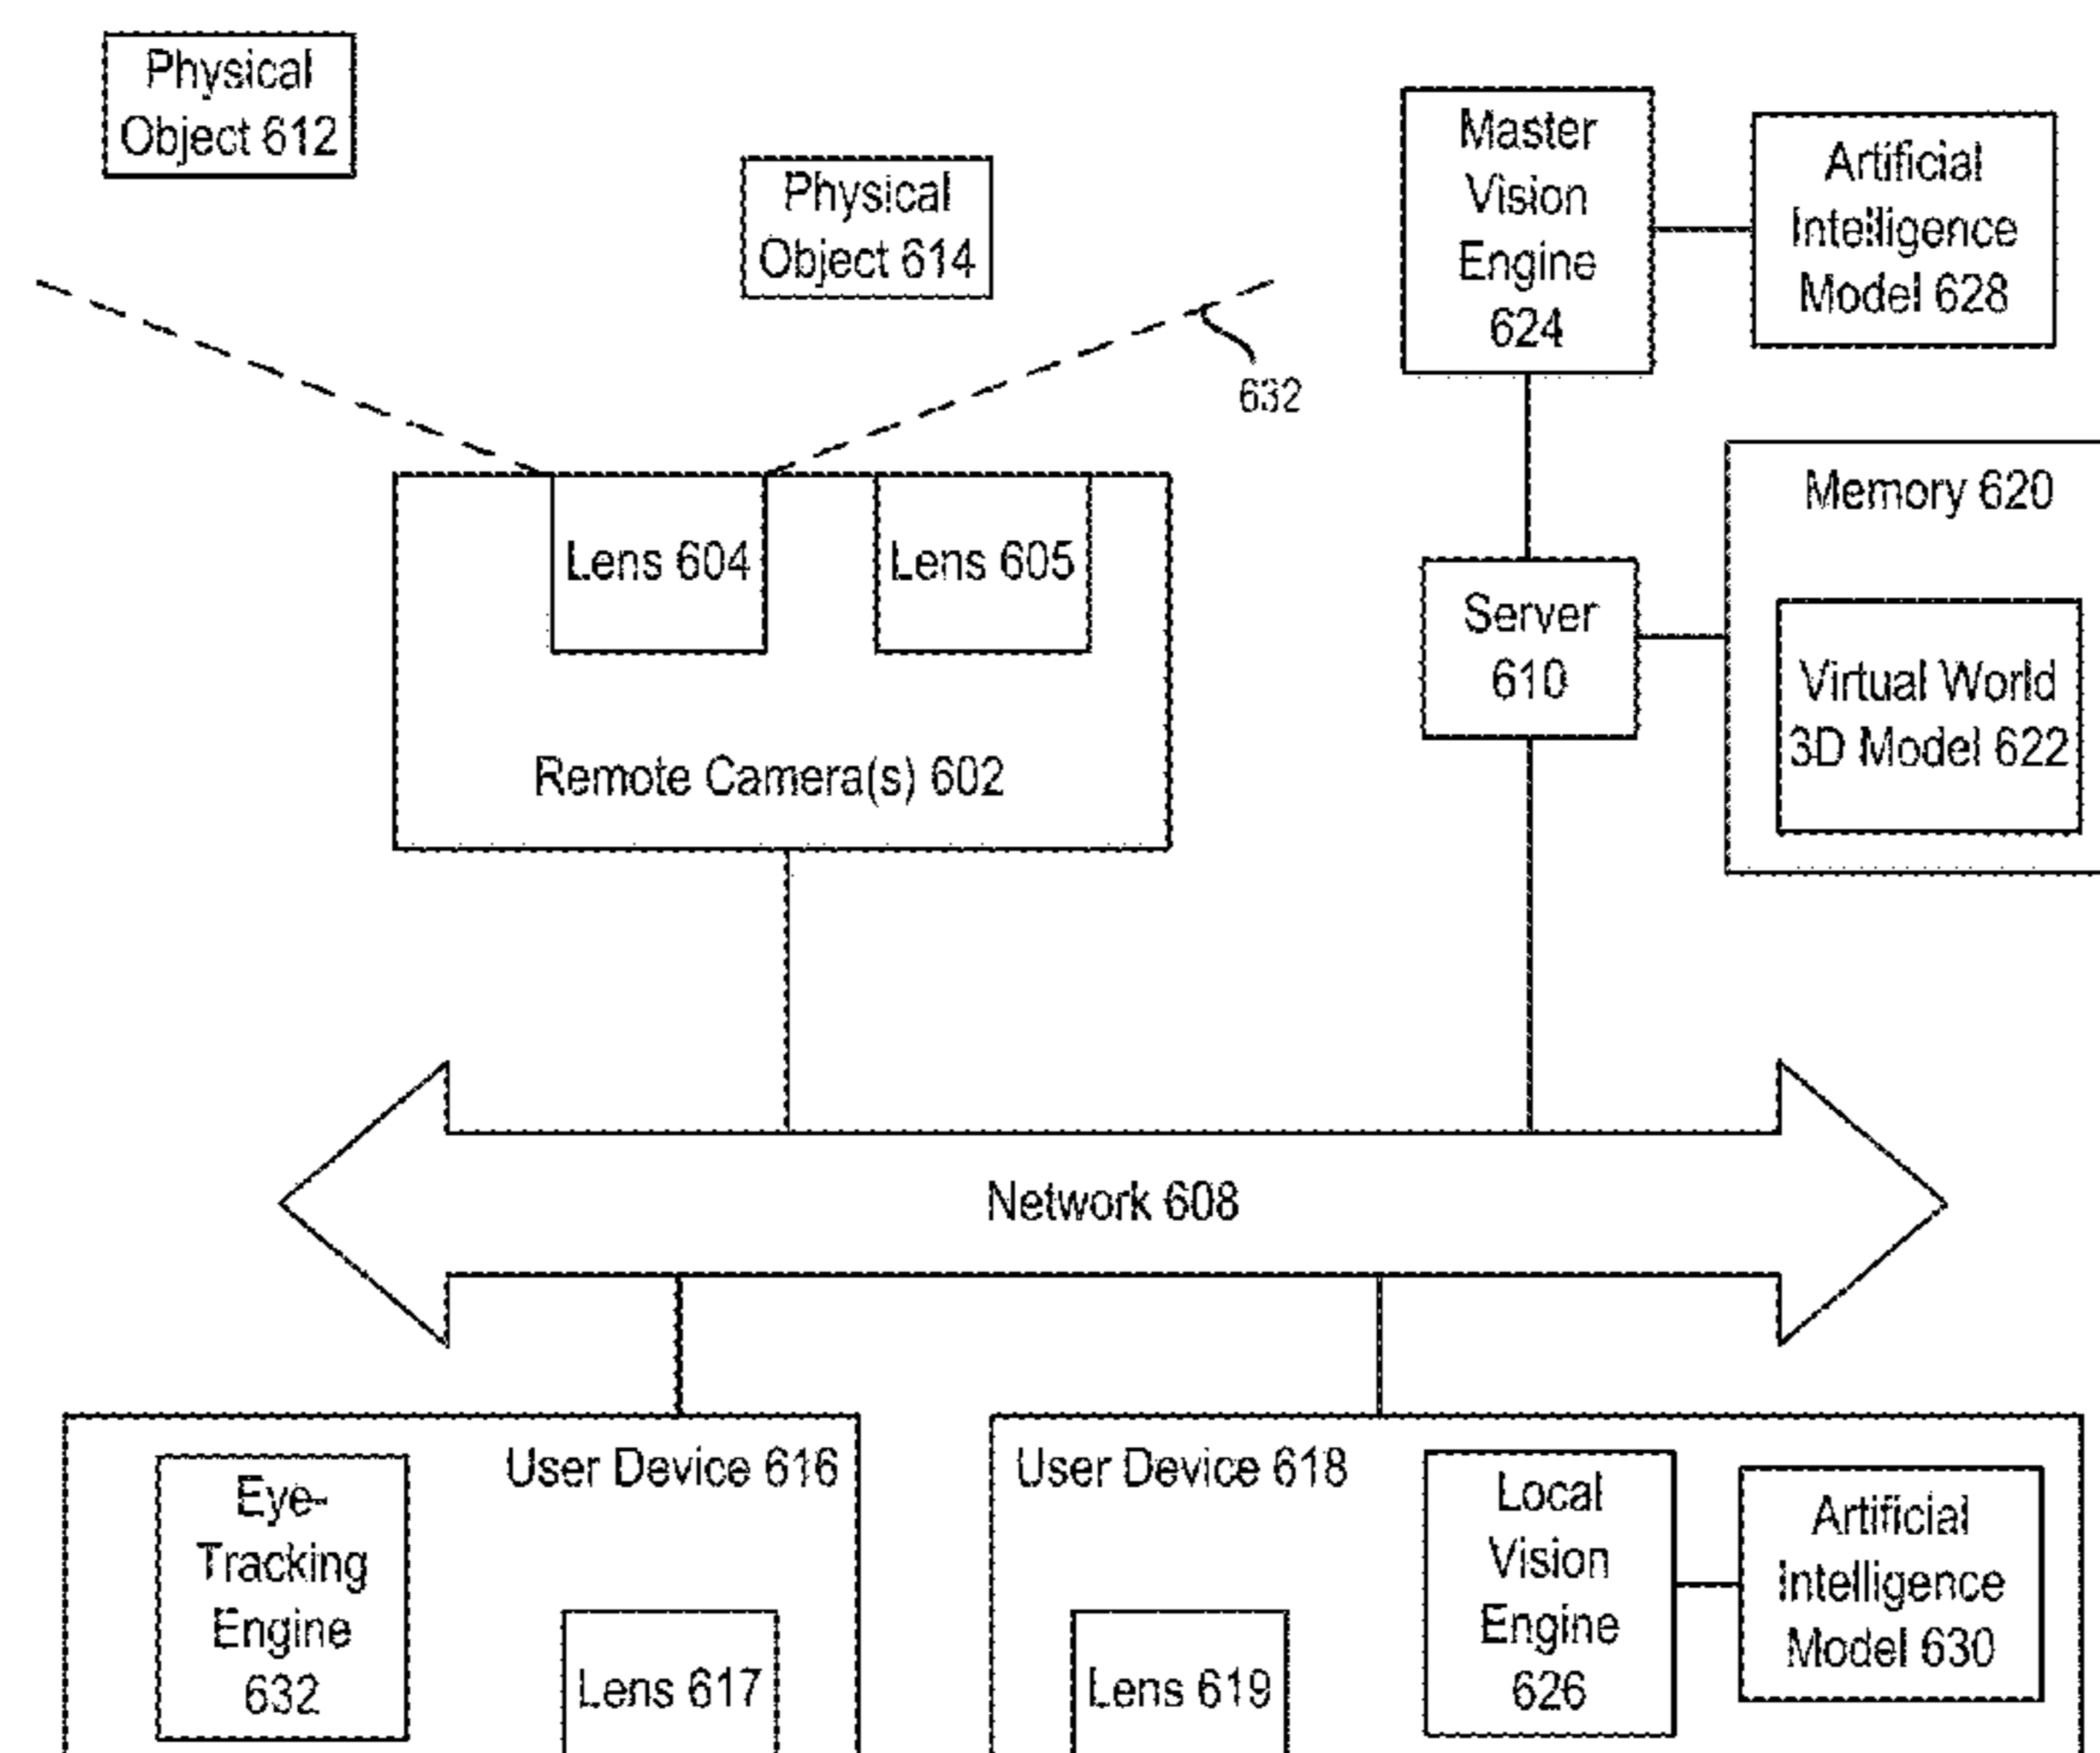 Physical
Object 612
Physical
Object 614
632
Master
Vision
Engine
624
Artificial
Intelligence
Model 628
Lens 604
Lens 605
Remote Camera(s) 602
Server
610
Memory 620
Virtual World
3D Model 622
Network 608
User Device 616
Eye-
Tracking
Engine
632
Lens 617
User Device 618
Lens 619
Local
Vision
Engine
626
Artificial
Intelligence
Model 630